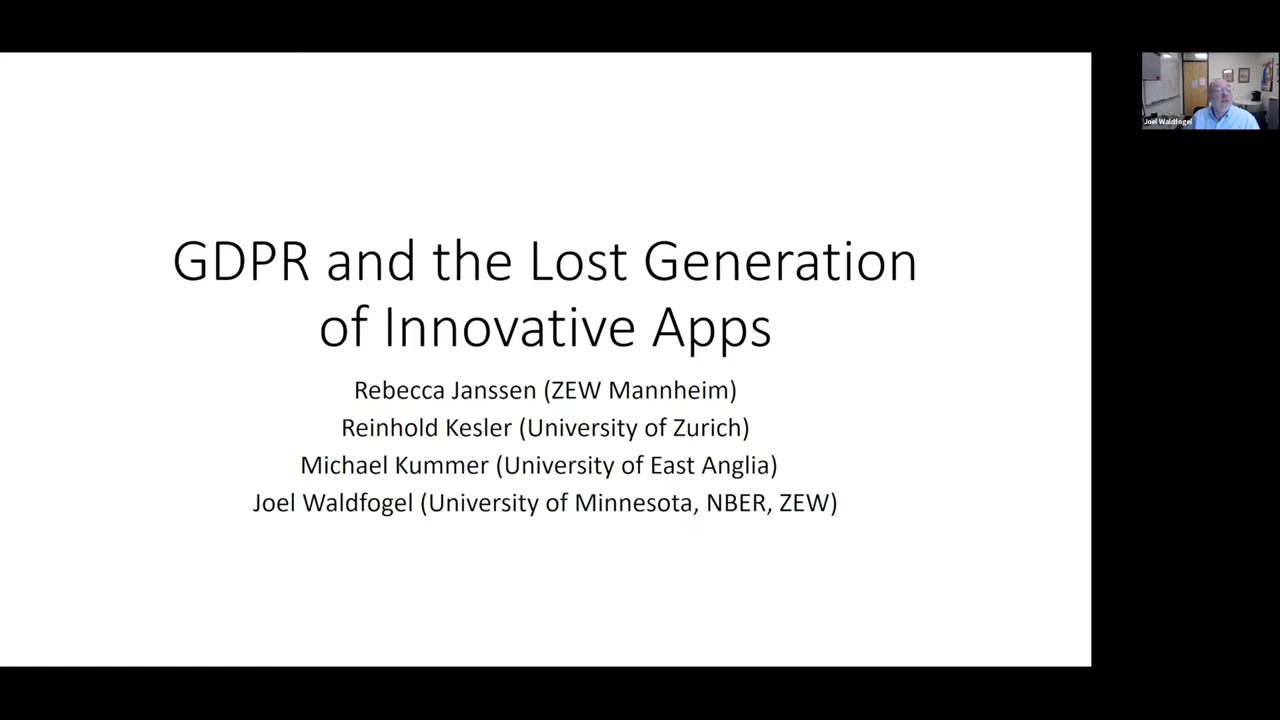 GDPR and the Lost Generation
of Innovative Apps
Rebecca Janssen (ZEW Mannheim)
Reinhold Kesler (University of Zurich)
Michael Kummer (University of East Anglia)
Joel Waldfogel (University of Minnesota, NBER, ZEW)
Joel Waldfogel